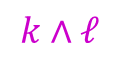 k ∧ ℓ